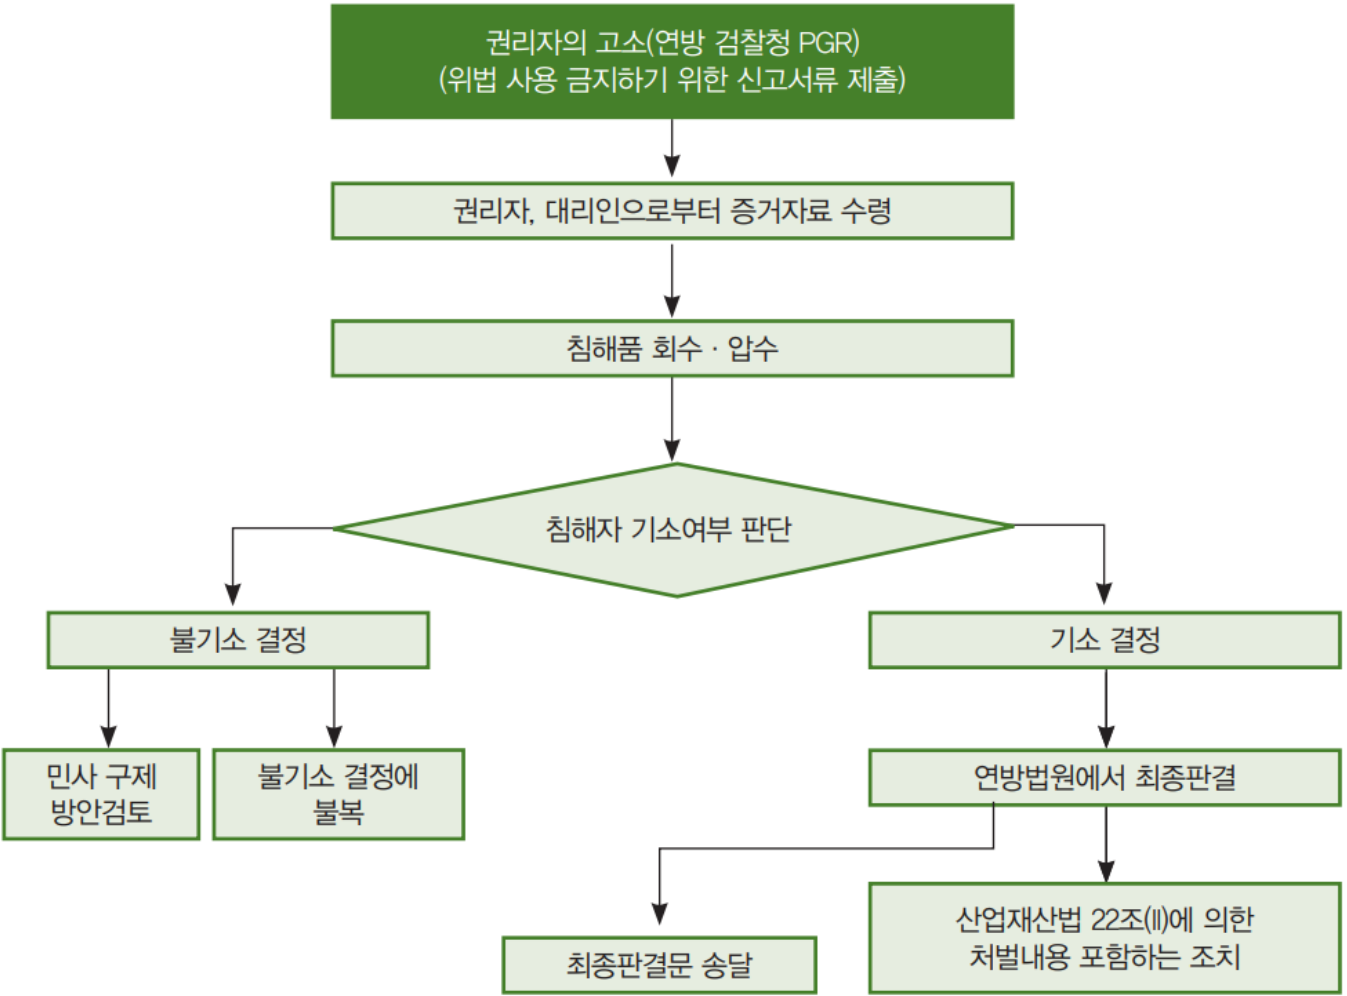 권리자의 고소(연방 검찰청 PGR)
(위법 사용 금지하기 위한 신고서류 제출)
권리자, 대리인으로부터 증거자료 수령
침해품 회수 · 압수
침해자 기소여부 판단
불기소 결정
기소 결정
민사 구제
방안검토
불기소 결정에
불복
연방법원에서 최종판결
최종판결문 송달
산업재산법 22조(II)에 의한
처벌내용 포함하는 조치